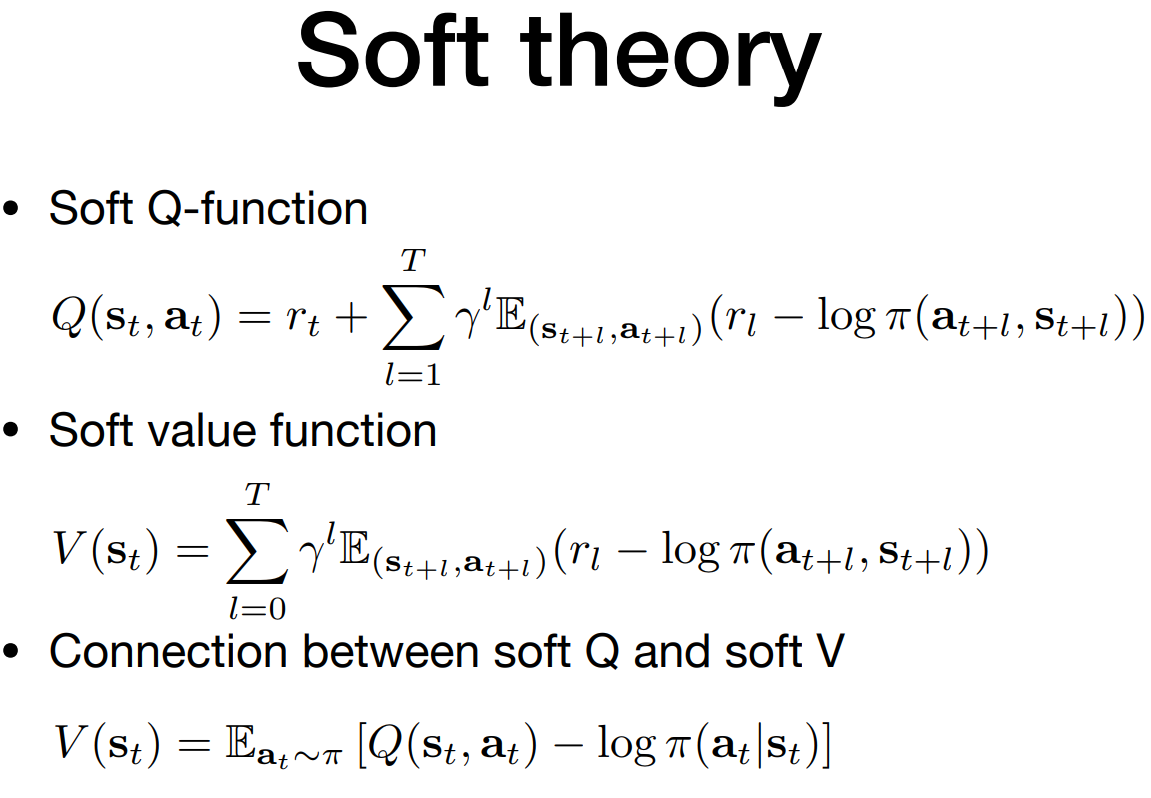 Soft theory
• Soft Q-function
$Q(\mathbf{s}_t, \mathbf{a}_t) = r_t + \sum_{l=1}^{T} \gamma^l \mathbb{E}_{(\mathbf{s}_{t+l}, \mathbf{a}_{t+l})}(r_l - \log \pi(\mathbf{a}_{t+l}, \mathbf{s}_{t+l}))$
• Soft value function
$V(\mathbf{s}_t) = \sum_{l=0}^{T} \gamma^l \mathbb{E}_{(\mathbf{s}_{t+l}, \mathbf{a}_{t+l})}(r_l - \log \pi(\mathbf{a}_{t+l}, \mathbf{s}_{t+l}))$
• Connection between soft Q and soft V
$V(\mathbf{s}_t) = \mathbb{E}_{\mathbf{a}_t \sim \pi} [Q(\mathbf{s}_t, \mathbf{a}_t) - \log \pi(\mathbf{a}_t | \mathbf{s}_t)]$